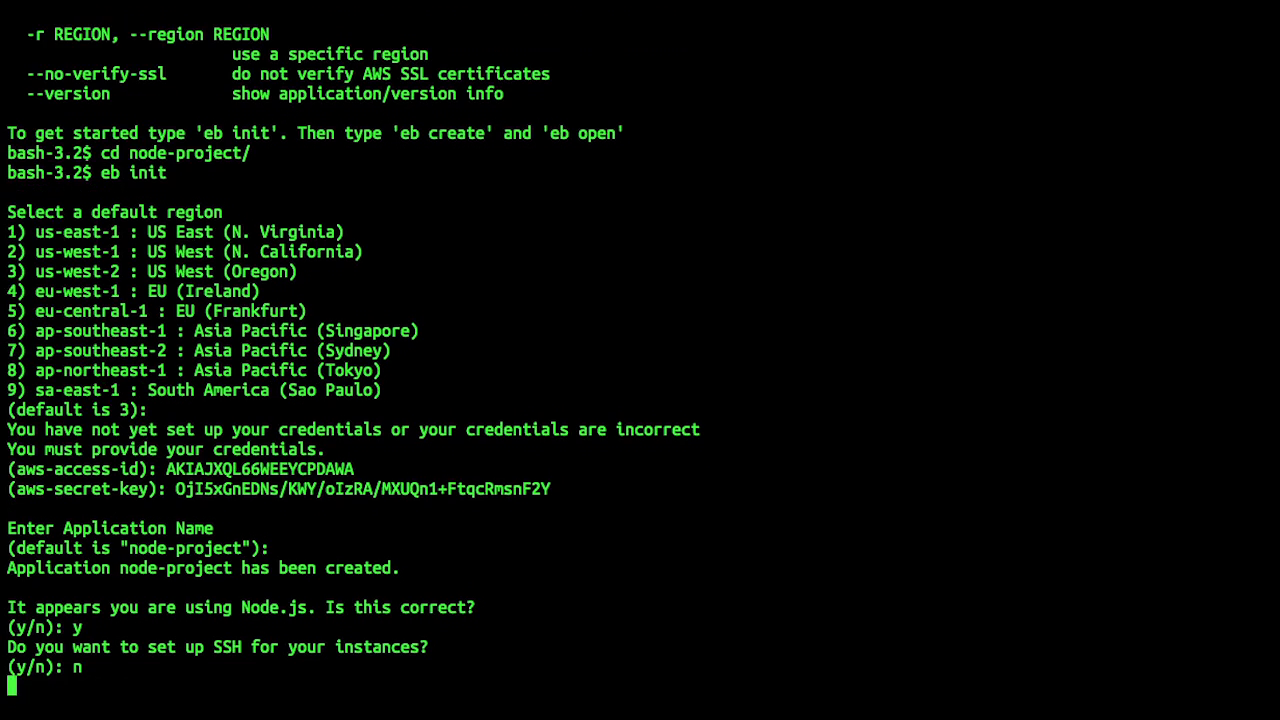 -r REGION, --region REGION
use a specific region
--no-verify-ssl do not verify AWS SSL certificates
--version show application/version info
To get started type 'eb init'. Then type 'eb create' and 'eb open'
bash-3.2$ cd node-project/
bash-3.2$ eb init
Select a default region
1) us-east-1 : US East (N. Virginia)
2) us-west-1 : US West (N. California)
3) us-west-2 : US West (Oregon)
4) eu-west-1 : EU (Ireland)
5) eu-central-1 : EU (Frankfurt)
6) ap-southeast-1 : Asia Pacific (Singapore)
7) ap-southeast-2 : Asia Pacific (Sydney)
8) ap-northeast-1 : Asia Pacific (Tokyo)
9) sa-east-1 : South America (Sao Paulo)
(default is 3):
You have not yet set up your credentials or your credentials are incorrect
You must provide your credentials.
(aws-access-id): AKIAJXQL66WEEYCPDAWA
(aws-secret-key): OjI5xGnEDNs/KWY/oIzRA/MXUQn1+FtqcRmsnF2Y
Enter Application Name
(default is "node-project"):
Application node-project has been created.
It appears you are using Node.js. Is this correct?
(y/n): y
Do you want to set up SSH for your instances?
(y/n): n